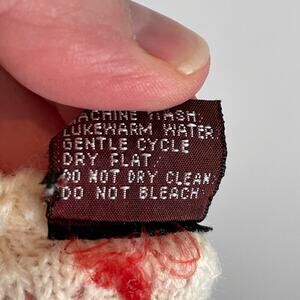 MACHINE WASH
LUKEWARM WATER
GENTLE CYCLE
DRY FLAT
DO NOT DRY CLEAN
DO NOT BLEACH